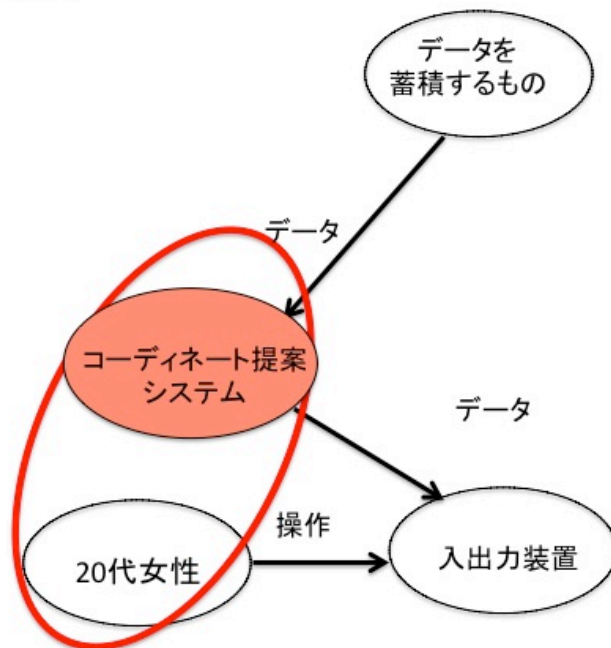 データを
蓄積するもの
データ
コーディネート提案
システム
データ
操作
20代女性
入出力装置